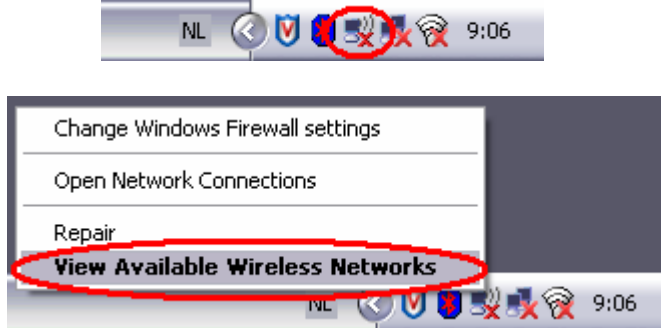 NL 9:06
Change Windows Firewall settings
Open Network Connections
Repair
View Available Wireless Networks
NL 9:06